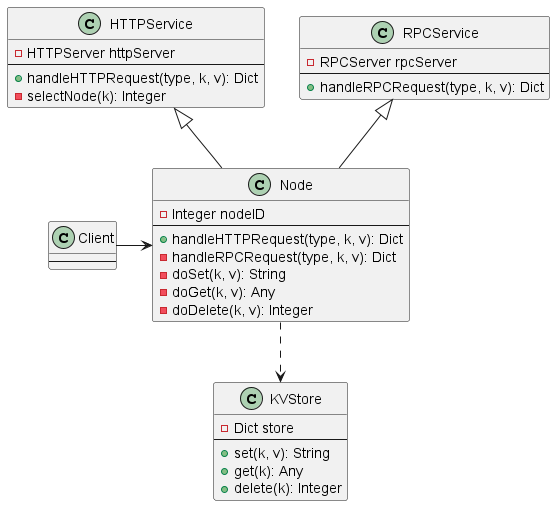 C HTTPService
HTTPServer httpServer
handleHTTPRequest(type, k, v): Dict
selectNode(k): Integer
C RPCService
RPCServer rpcServer
handleRPCRequest(type, k, v): Dict
C Client
C Node
Integer nodeID
handleHTTPRequest(type, k, v): Dict
handleRPCRequest(type, k, v): Dict
doSet(k, v): String
doGet(k, v): Any
doDelete(k, v): Integer
C KVStore
Dict store
set(k, v): String
get(k): Any
delete(k): Integer